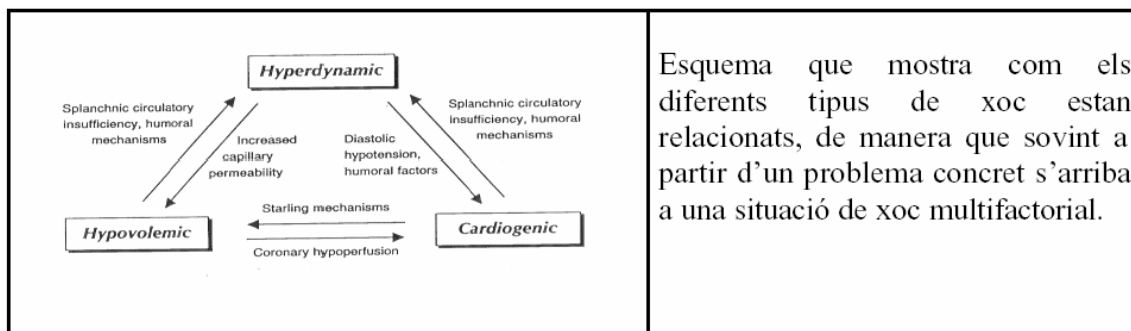 Hyperdynamic
Splanchnic circulatory
insufficiency, humoral
mechanisms
Increased
capillary
permeability
Diastolic
hypotension,
humoral factors
Splanchnic circulatory
insufficiency, humoral
mechanisms
Hypovolemic
Starling mechanisms
Coronary hypoperfusion
Cardiogenic
Esquema que mostra com els
diferents tipus de xoc estan
relacionats, de manera que sovint a
partir d'un problema concret s'arriba
a una situació de xoc multifactorial.